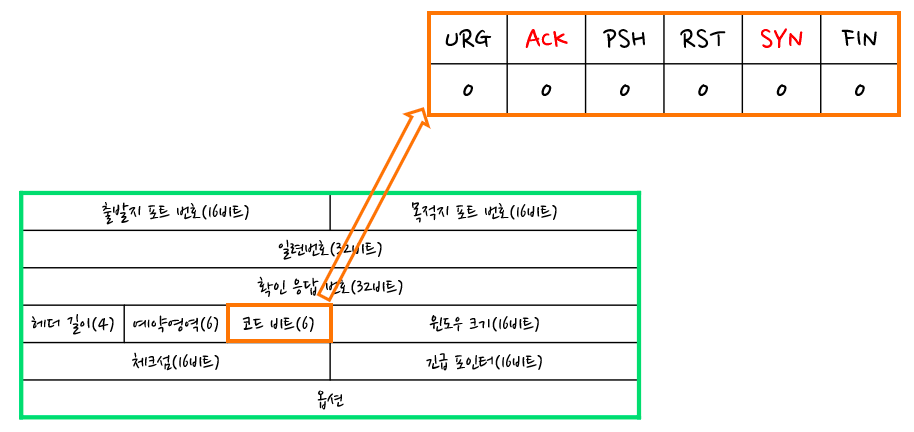 URG ACK PSH RST SYN FIN
0 0 0 0 0 0
출발지 포트 번호(16비트) 목적지 포트 번호(16비트)
일련번호(32비트)
확인 응답 번호(32비트)
헤더 길이(4) 예약영역(6) 코드 비트(6) 윈도우 크기(16비트)
체크섬(16비트) 긴급 포인터(16비트)
옵션